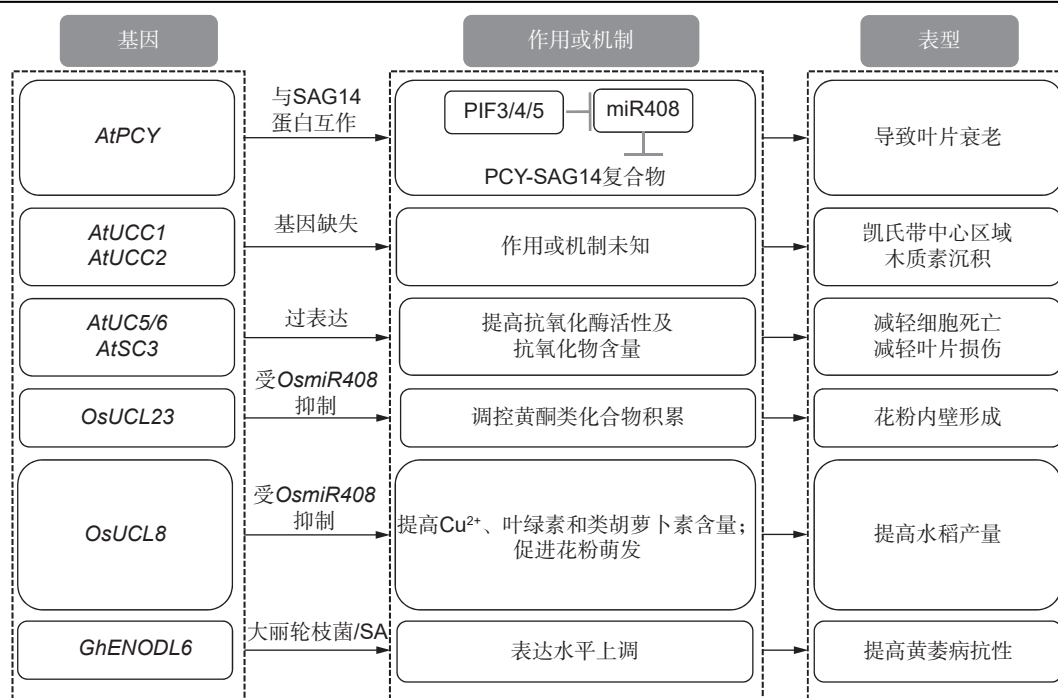 基因
作用或机制
表型
AtPCY
与SAG14
蛋白互作
PIF3/4/5
miR408
PCY-SAG14复合物
导致叶片衰老
AtUCC1
AtUCC2
基因缺失
作用或机制未知
凯氏带中心区域
木质素沉积
AtUC5/6
AtSC3
过表达
提高抗氧化酶活性及
抗氧化物含量
减轻细胞死亡
减轻叶片损伤
OsUCL23
受OsmiR408
抑制
调控黄酮类化合物积累
花粉内壁形成
OsUCL8
受OsmiR408
抑制
提高Cu²⁺、叶绿素和类胡萝卜素含量；
促进花粉萌发
提高水稻产量
GhENODL6
大丽轮枝菌/SA
表达水平上调
提高黄萎病抗性